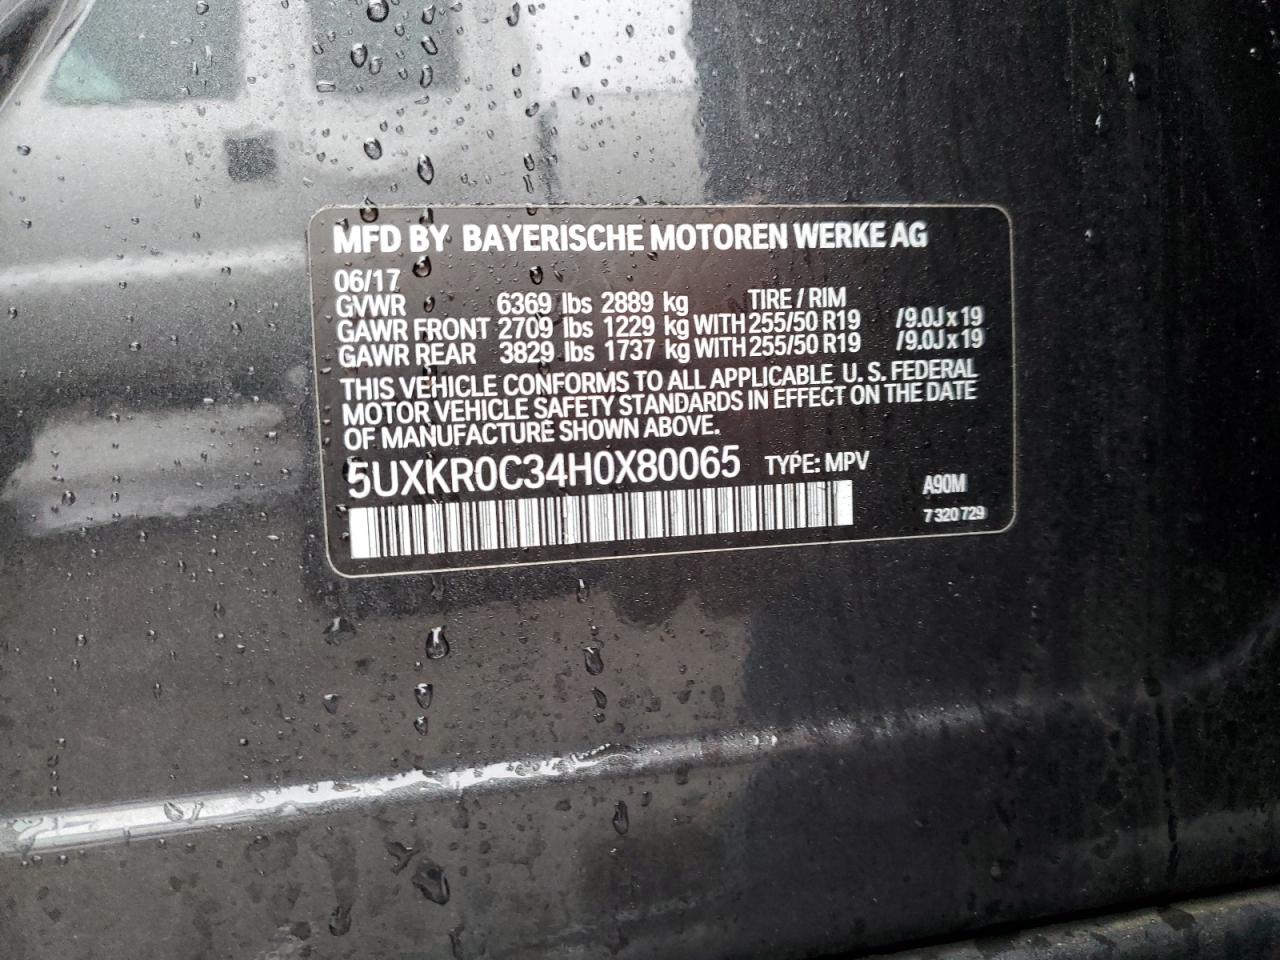 MFD BY BAYERISCHE MOTOREN WERKE AG
06/17
GVWR 6369 lbs 2889 kg TIRE / RIM
GAWR FRONT 2709 lbs 1229 kg WITH 255/50 R19 /9.0J x 19
GAWR REAR 3829 lbs 1737 kg WITH 255/50 R19 /9.0J x 19
THIS VEHICLE CONFORMS TO ALL APPLICABLE U.S. FEDERAL
MOTOR VEHICLE SAFETY STANDARDS IN EFFECT ON THE DATE
OF MANUFACTURE SHOWN ABOVE.
5UXKR0C34H0X80065 TYPE: MPV
A90M
7 320 729